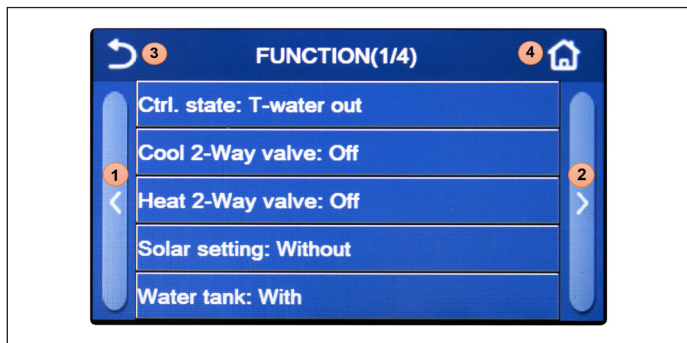 3 FUNCTION(1/4) 4
Ctrl. state: T-water out
Cool 2-Way valve: Off
1 2
Heat 2-Way valve: Off
Solar setting: Without
Water tank: With